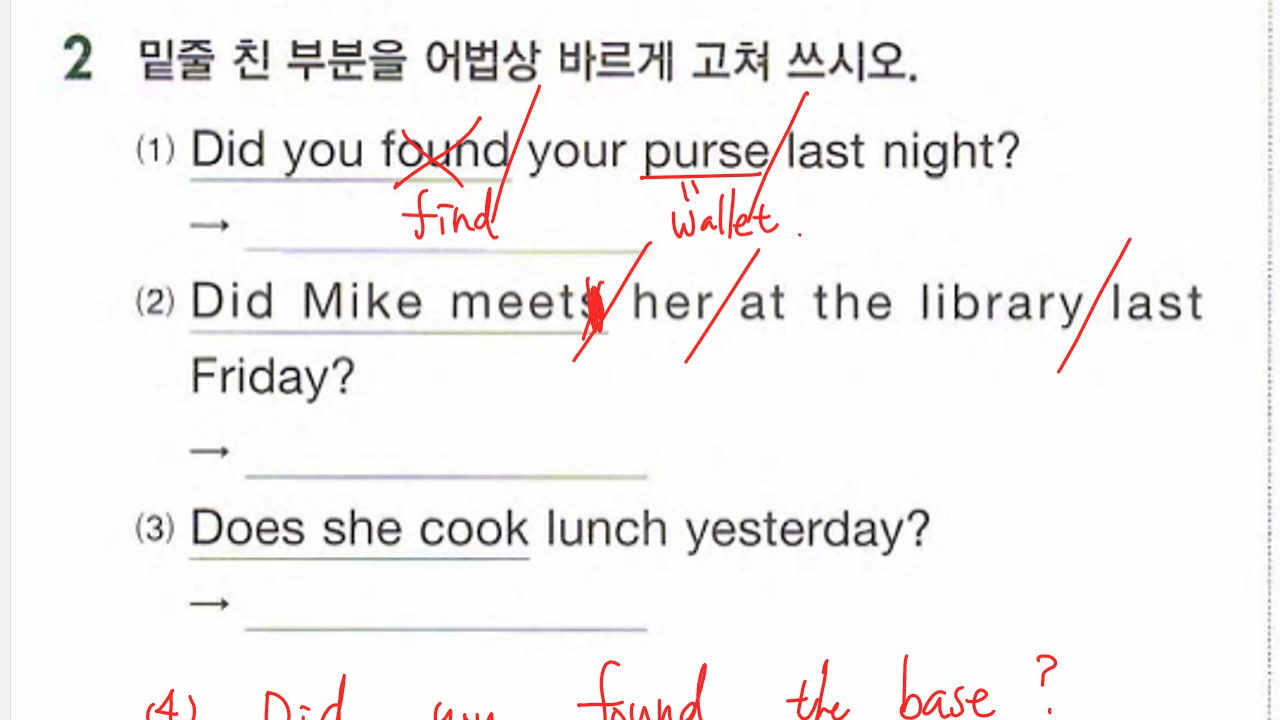 2 밑줄 친 부분을 어법상 바르게 고쳐 쓰시오.
(1) Did you found your purse last night?
→ find wallet.
(2) Did Mike meets her at the library last
Friday?
→
(3) Does she cook lunch yesterday?
→
(4) Did you found the base?